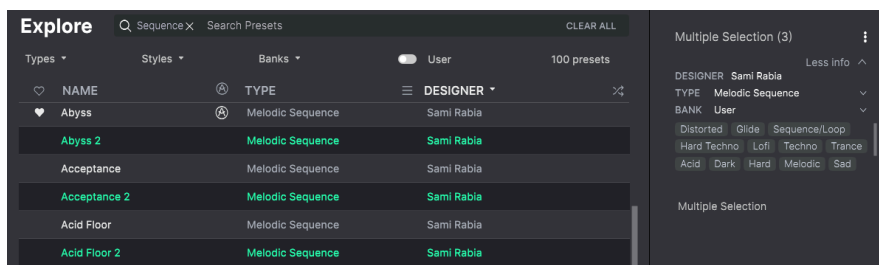 Explore
Sequence × Search Presets CLEAR ALL
Types Styles Banks User 100 presets
NAME TYPE DESIGNER
Abyss Melodic Sequence Sami Rabia
Abyss 2 Melodic Sequence Sami Rabia
Acceptance Melodic Sequence Sami Rabia
Acceptance 2 Melodic Sequence Sami Rabia
Acid Floor Melodic Sequence Sami Rabia
Acid Floor 2 Melodic Sequence Sami Rabia
Multiple Selection (3)
Less info
DESIGNER Sami Rabia
TYPE Melodic Sequence
BANK User
Distorted Glide Sequence/Loop
Hard Techno Lofi Techno Trance
Acid Dark Hard Melodic Sad
Multiple Selection